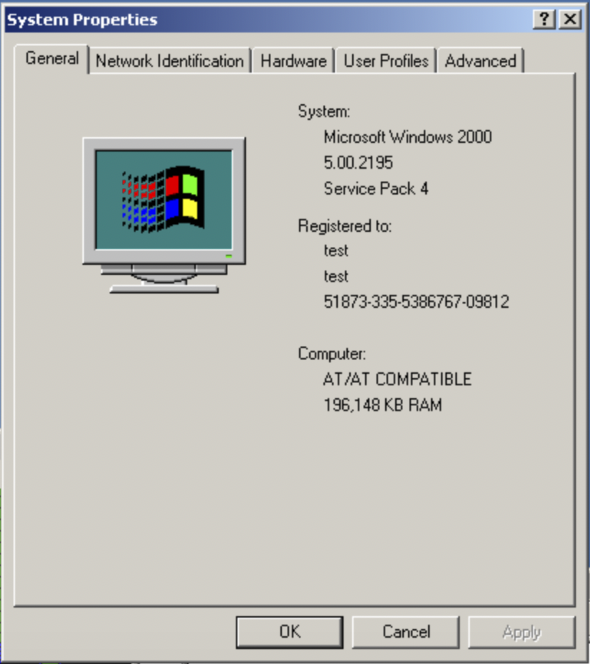 System Properties
General
Network Identification
Hardware
User Profiles
Advanced
System:
Microsoft Windows 2000
5.00.2195
Service Pack 4
Registered to:
test
test
51873-335-5386767-09812
Computer:
AT/AT COMPATIBLE
196,148 KB RAM
OK
Cancel
Apply